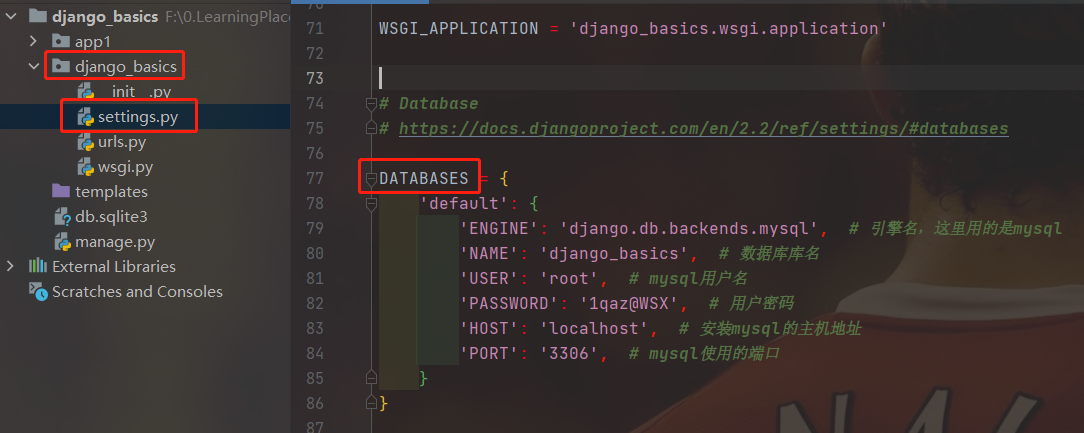 django_basics F:\0.LearningPlace
app1
django_basics
__init__.py
settings.py
urls.py
wsgi.py
templates
db.sqlite3
manage.py
External Libraries
Scratches and Consoles
71 WSGI_APPLICATION = 'django_basics.wsgi.application'
72
73
74 # Database
75 # https://docs.djangoproject.com/en/2.2/ref/settings/#databases
76
77 DATABASES = {
78 'default': {
79 'ENGINE': 'django.db.backends.mysql', # 引擎名，这里用的是mysql
80 'NAME': 'django_basics', # 数据库库名
81 'USER': 'root', # mysql用户名
82 'PASSWORD': '1qaz@WSX', # 用户密码
83 'HOST': 'localhost', # 安装mysql的主机地址
84 'PORT': '3306', # mysql使用的端口
85 }
86 }
87